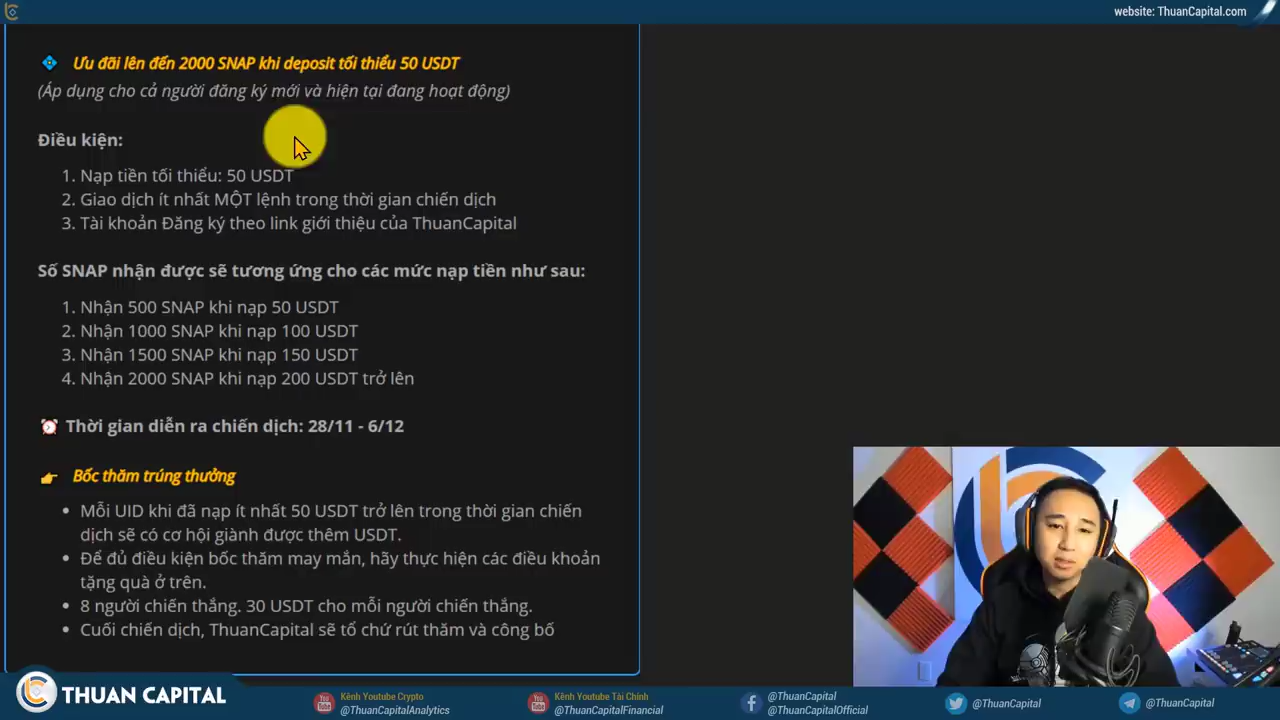 website: ThuanCapital.com
Ưu đãi lên đến 2000 SNAP khi deposit tối thiểu 50 USDT
(Áp dụng cho cả người đăng ký mới và hiện tại đang hoạt động)
Điều kiện:
1. Nạp tiền tối thiểu: 50 USDT
2. Giao dịch ít nhất MỘT lệnh trong thời gian chiến dịch
3. Tài khoản Đăng ký theo link giới thiệu của ThuanCapital
Số SNAP nhận được sẽ tương ứng cho các mức nạp tiền như sau:
1. Nhận 500 SNAP khi nạp 50 USDT
2. Nhận 1000 SNAP khi nạp 100 USDT
3. Nhận 1500 SNAP khi nạp 150 USDT
4. Nhận 2000 SNAP khi nạp 200 USDT trở lên
Thời gian diễn ra chiến dịch: 28/11 - 6/12
Bốc thăm trúng thưởng
• Mỗi UID khi đã nạp ít nhất 50 USDT trở lên trong thời gian chiến
dịch sẽ có cơ hội giành được thêm USDT.
• Để đủ điều kiện bốc thăm may mắn, hãy thực hiện các điều khoản
tặng quà ở trên.
• 8 người chiến thắng. 30 USDT cho mỗi người chiến thắng.
• Cuối chiến dịch, ThuanCapital sẽ tổ chứ rút thăm và công bố
THUAN CAPITAL
You Tube
Kênh Youtube Crypto
@ThuanCapitalAnalytics
You Tube
Kênh Youtube Tài Chính
@ThuanCapitalFinancial
@ThuanCapital
@ThuanCapitalOfficial
@ThuanCapital
@ThuanCapital